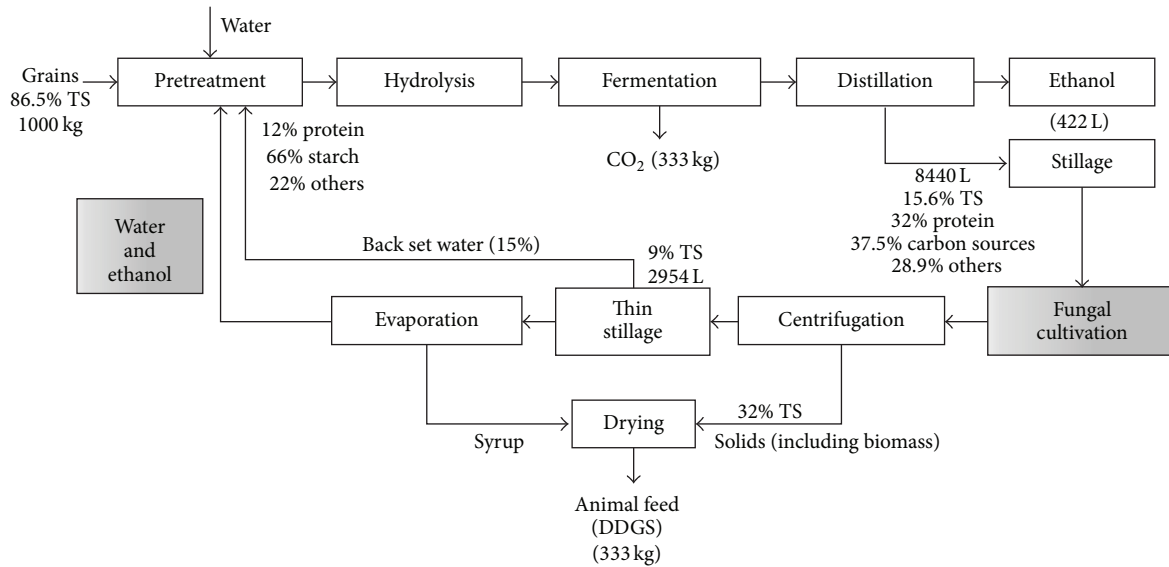 Water
Grains
86.5% TS
1000 kg
Pretreatment
Hydrolysis
Fermentation
Distillation
Ethanol
(422 L)
12% protein
66% starch
22% others
CO₂ (333 kg)
Stillage
8440 L
15.6% TS
32% protein
37.5% carbon sources
28.9% others
Water
and
ethanol
Back set water (15%)
9% TS
2954 L
Evaporation
Thin
stillage
Centrifugation
Fungal
cultivation
Syrup
Drying
32% TS
Solids (including biomass)
Animal feed
(DDGS)
(333 kg)